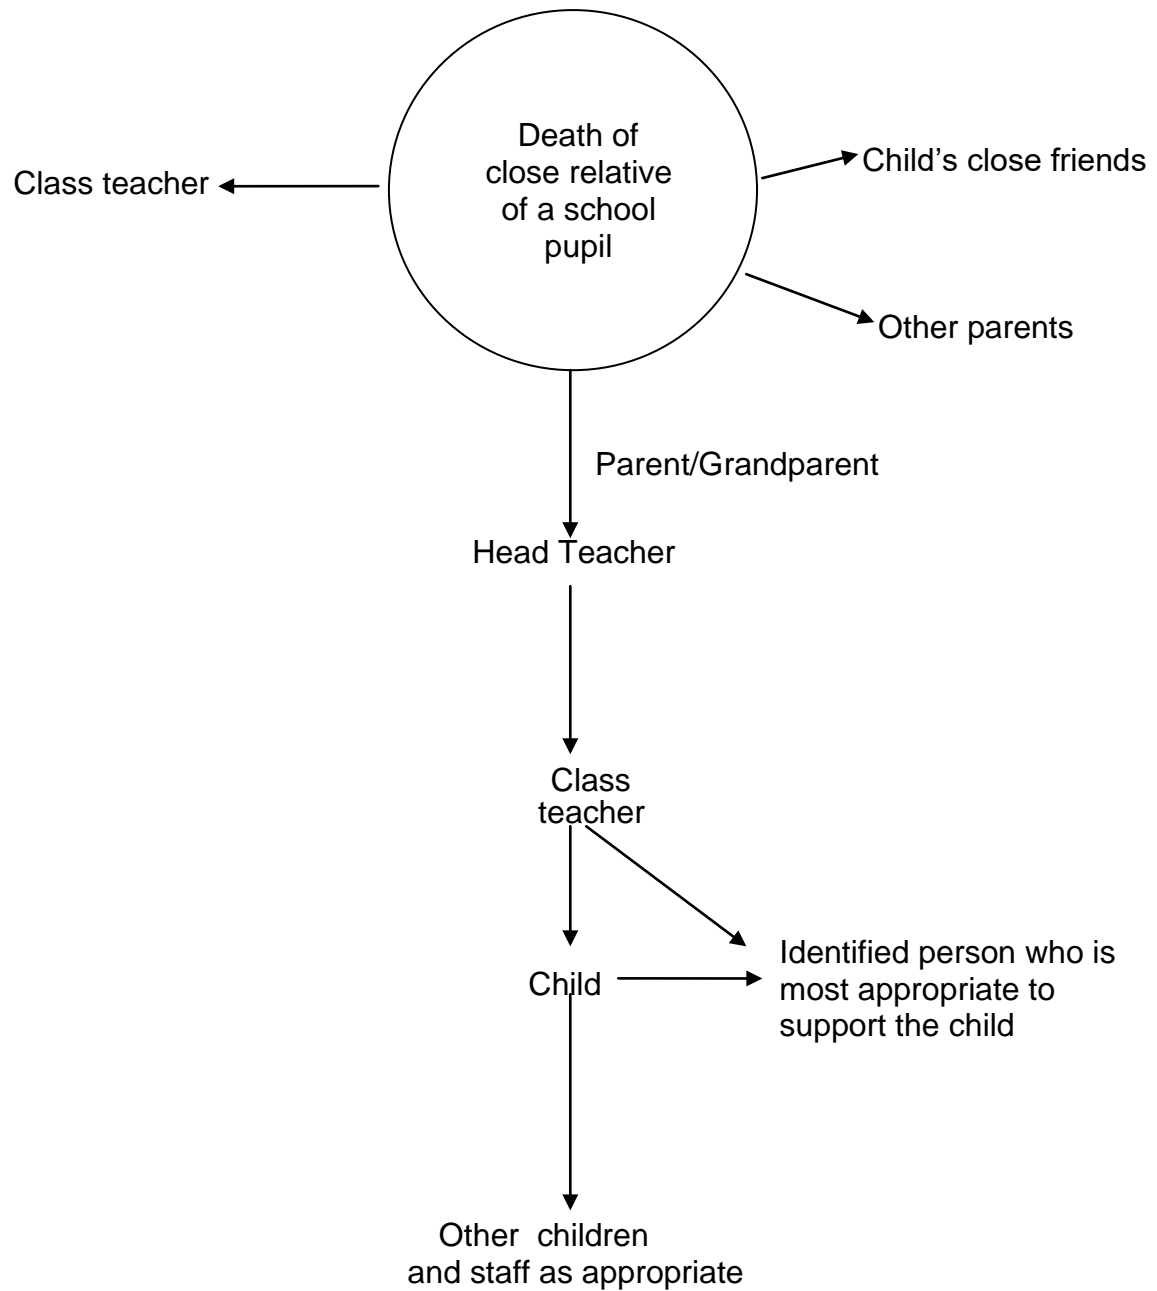 Death of
close relative
of a school
pupil
Class teacher
Child's close friends
Other parents
Parent/Grandparent
Head Teacher
Class
teacher
Child
Identified person who is
most appropriate to
support the child
Other children
and staff as appropriate